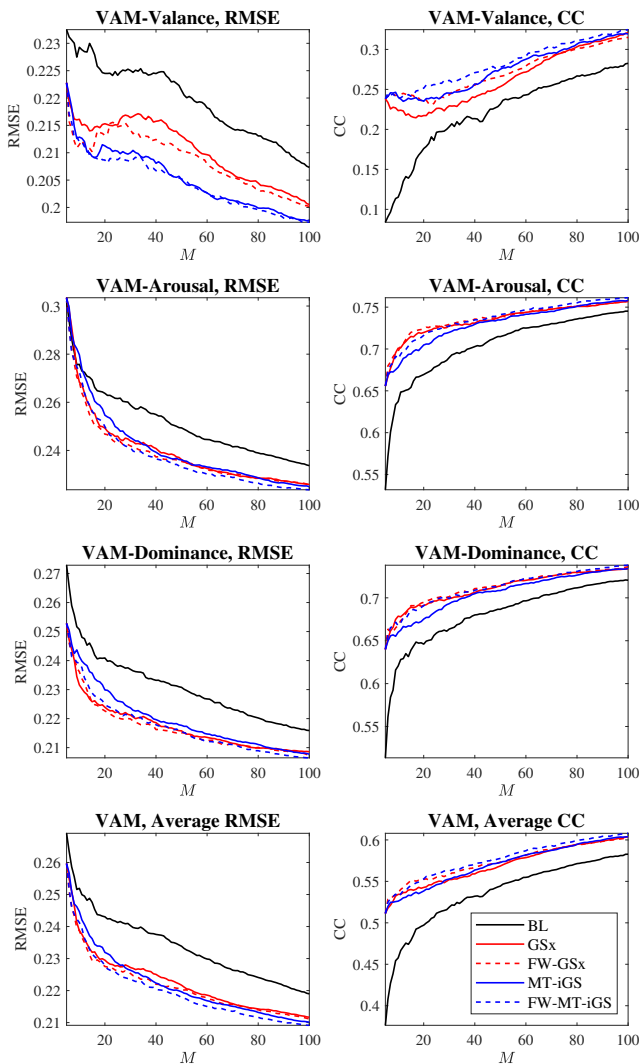 VAM-Valance, RMSE
0.23
0.225
0.22
0.215
0.21
0.205
0.2
RMSE
20 40 60 80 100
M
VAM-Valance, CC
0.3
0.25
0.2
0.15
0.1
CC
20 40 60 80 100
M
VAM-Arousal, RMSE
0.3
0.28
0.26
0.24
RMSE
20 40 60 80 100
M
VAM-Arousal, CC
0.75
0.7
0.65
0.6
0.55
CC
20 40 60 80 100
M
VAM-Dominance, RMSE
0.27
0.26
0.25
0.24
0.23
0.22
0.21
RMSE
20 40 60 80 100
M
VAM-Dominance, CC
0.7
0.65
0.6
0.55
CC
20 40 60 80 100
M
VAM, Average RMSE
0.26
0.25
0.24
0.23
0.22
0.21
RMSE
20 40 60 80 100
M
VAM, Average CC
0.6
0.55
0.5
0.45
0.4
CC
20 40 60 80 100
M
BL
GSx
FW-GSx
MT-iGS
FW-MT-iGS